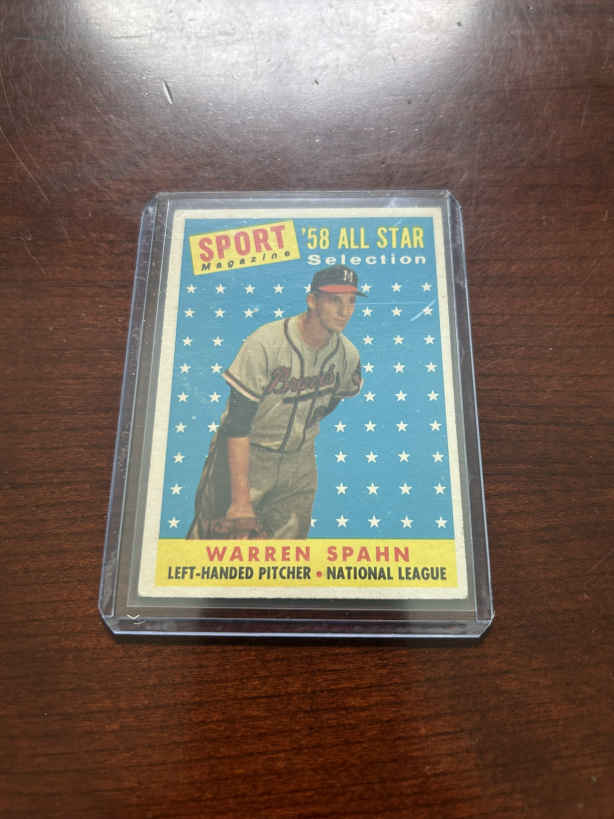 SPORT
Magazine
'58 ALL STAR
Selection
M
Braves
WARREN SPAHN
LEFT-HANDED PITCHER • NATIONAL LEAGUE